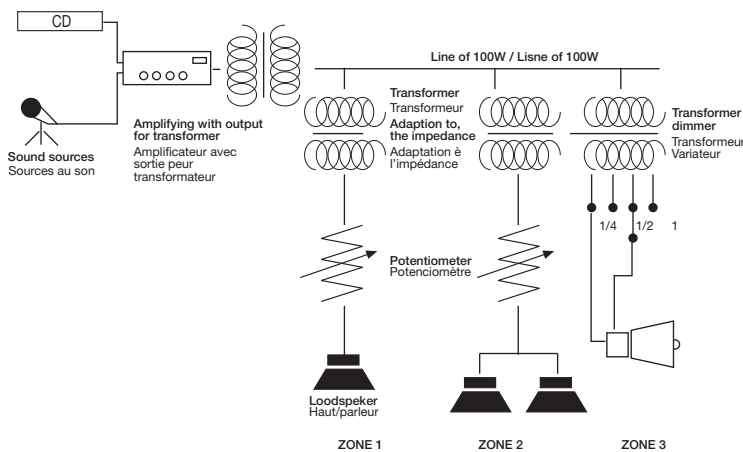 CD
Line of 100W / Lisne of 100W
Amplifying with output
for transformer
Amplificateur avec
sortie peur
transformateur
Sound sources
Sources au son
Transformer
Transformeur
Adaption to,
the impedance
Adaptation è
l'impédance
Transformer
dimmer
Transformeur
Variateur
1/4 1/2 1
Potentiometer
Potenciomètre
Loodspeker
Haut/parleur
ZONE 1 ZONE 2 ZONE 3